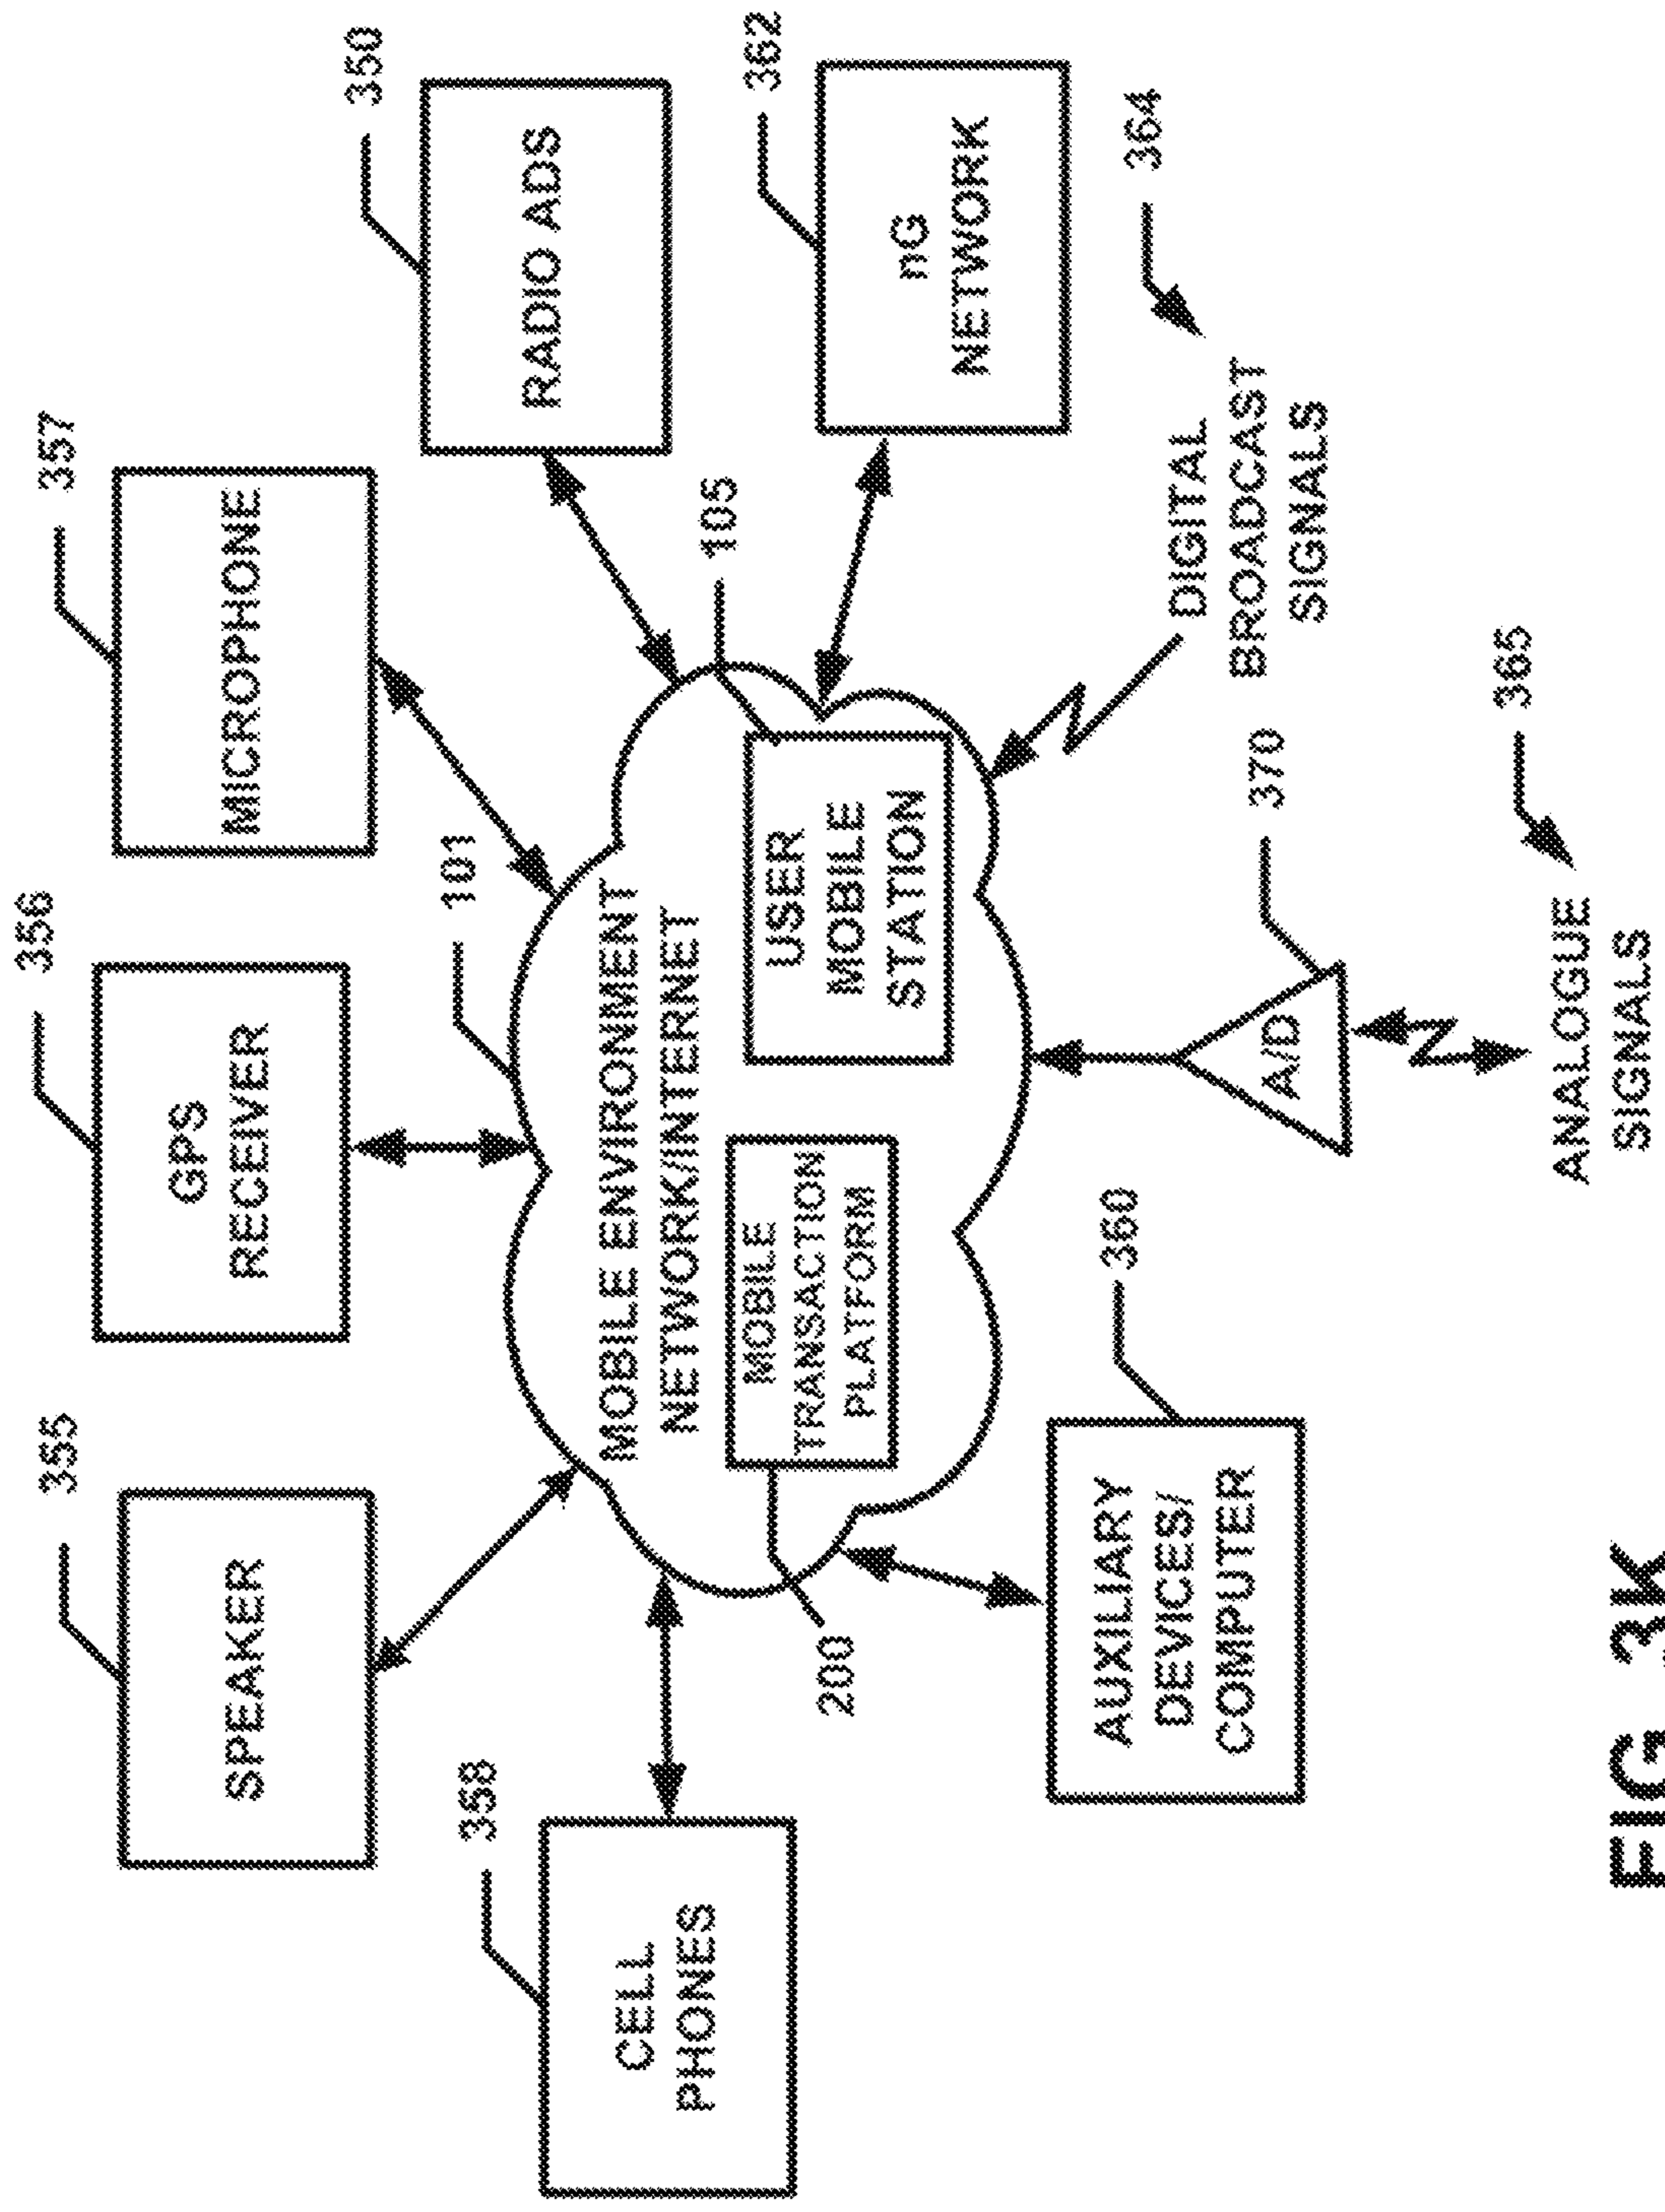 355
SPEAKER
356
GPS
RECEIVER
357
MICROPHONE
350
RADIO ADS
358
CELL
PHONES
101
MOBILE ENVIRONMENT
NETWORK/INTERNET
105
200
MOBILE
TRANSACTION
PLATFORM
USER
MOBILE
STATION
362
nG
NETWORK
360
AUXILIARY
DEVICES/
COMPUTER
370
A/D
364
DIGITAL
BROADCAST
SIGNALS
365
ANALOGUE
SIGNALS
FIG_3K